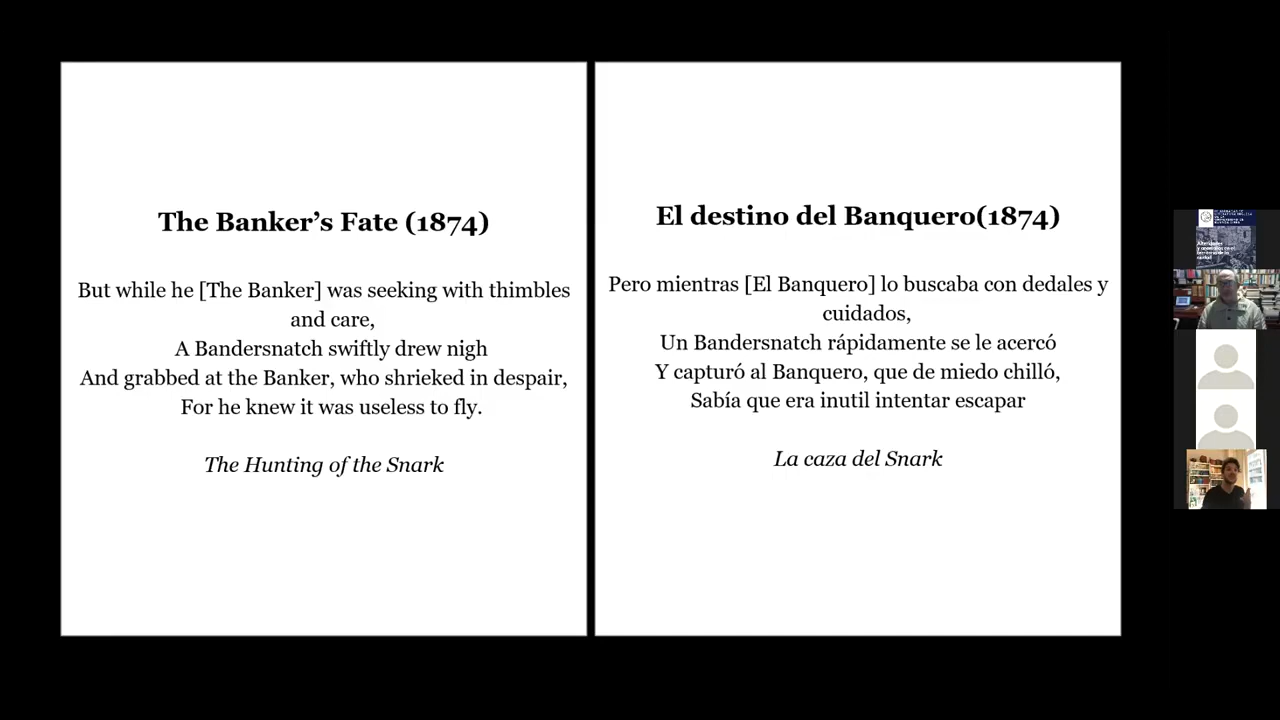 The Banker’s Fate (1874)
But while he [The Banker] was seeking with thimbles
and care,
A Bandersnatch swiftly drew nigh
And grabbed at the Banker, who shrieked in despair,
For he knew it was useless to fly.
The Hunting of the Snark
El destino del Banquero(1874)
Pero mientras [El Banquero] lo buscaba con dedales y
cuidados,
Un Bandersnatch rápidamente se le acercó
Y capturó al Banquero, que de miedo chilló,
Sabía que era inutil intentar escapar
La caza del Snark